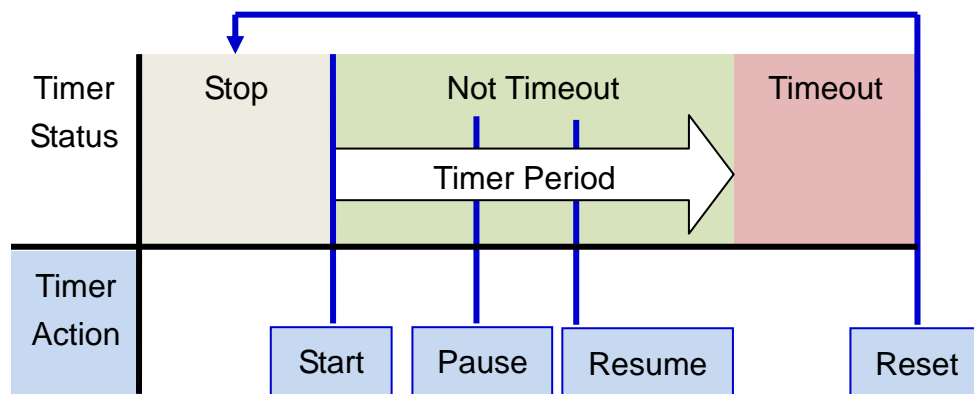 Timer
Status
Stop
Not Timeout
Timeout
Timer Period
Timer
Action
Start
Pause
Resume
Reset